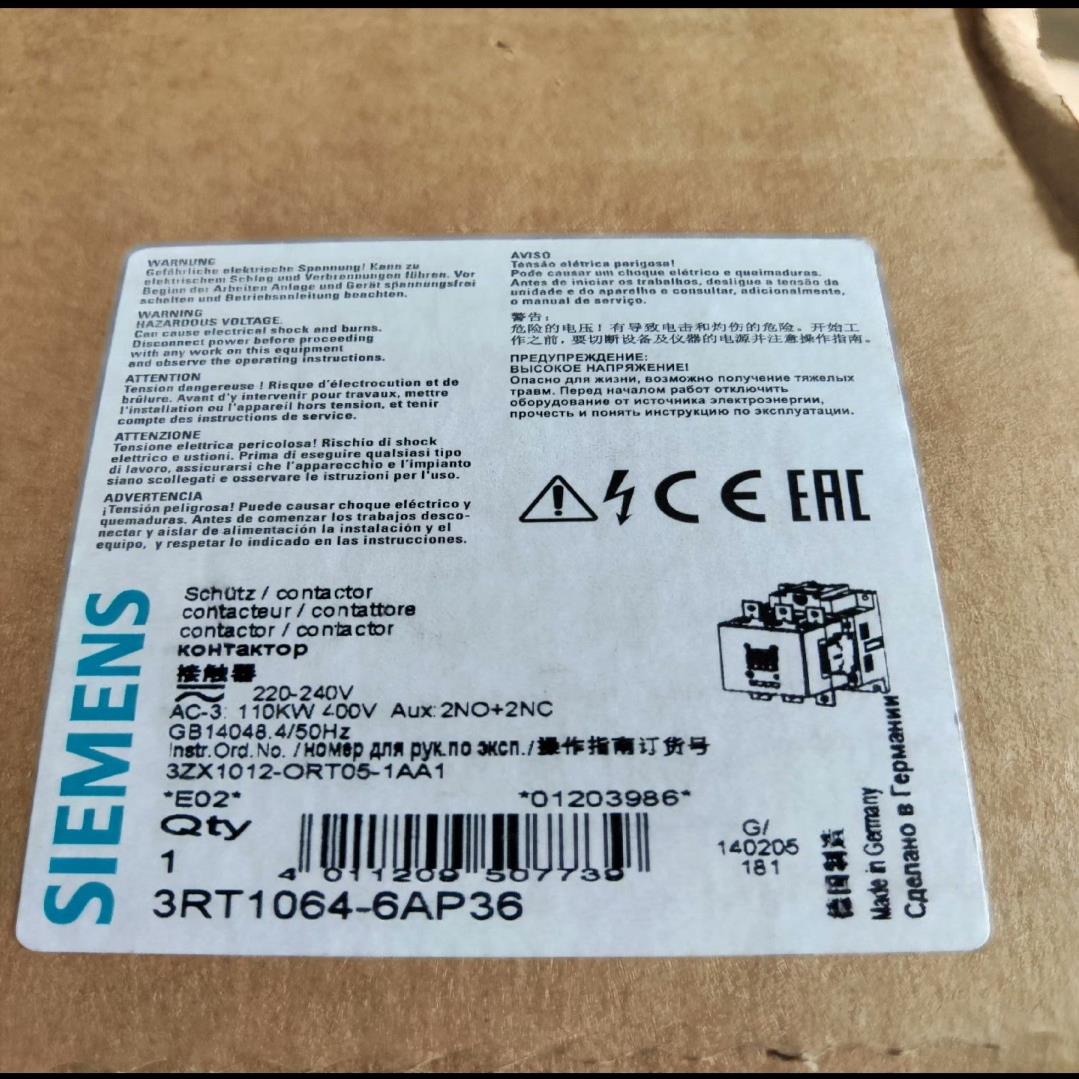 WARNUNG
Gefährliche elektrische Spannung! Kann zu
elektrischem Schlag und Verbrennungen führen. Vor
Beginn der Arbeiten Anlage und Gerät spannungsfrei
schalten und Betriebsanleitung beachten.
WARNING
HAZARDOUS VOLTAGE.
Can cause electrical shock and burns.
Disconnect power before proceeding
with any work on this equipment
and observe the operating instructions.
ATTENTION
Tension dangereuse ! Risque d'électrocution et de
brûlure. Avant d'y intervenir pour travaux, mettre
l'installation ou l'appareil hors tension, et tenir
compte des instructions de service.
ATTENZIONE
Tensione elettrica pericolosa! Rischio di shock
elettrico e ustioni. Prima di eseguire qualsiasi tipo
di lavoro, assicurarsi che l'apparecchio e l'impianto
siano scollegati e osservare le istruzioni per l'uso.
ADVERTENCIA
¡Tensión peligrosa! Puede causar choque eléctrico y
quemaduras. Antes de comenzar los trabajos desco-
nectar y aislar de alimentación la instalación y el
equipo, y respetar lo indicado en las instrucciones.
AVISO
Tensão elétrica perigosa!
Pode causar um choque elétrico e queimaduras.
Antes de iniciar os trabalhos, desligue a tensão da
unidade e do aparelho e consultar, adicionalmente,
o manual de serviço.
警告:
危险的电压!有导致电击和灼伤的危险。开始工
作之前,要切断设备及仪器的电源并注意操作指南。
ПРЕДУПРЕЖДЕНИЕ:
ВЫСОКОЕ НАПРЯЖЕНИЕ!
Опасно для жизни, возможно получение тяжелых
травм. Перед началом работ отключить
оборудование от источника электроэнергии,
прочесть и понять инструкцию по эксплуатации.
CE EAC
SIEMENS
Schütz / contactor
contacteur / contattore
contactor / contactor
контактор
接触器
220-240V
AC-3: 110KW 400V Aux:2NO+2NC
GB14048.4/50Hz
Instr.Ord.No. /номер для рук.по эксп./操作指南订货号
3ZX1012-ORT05-1AA1
*E02* *01203986*
Qty
1
4 011209 567739
G/
140205
181
3RT1064-6AP36
德国制造
Made in Germany
Сделано в Германии